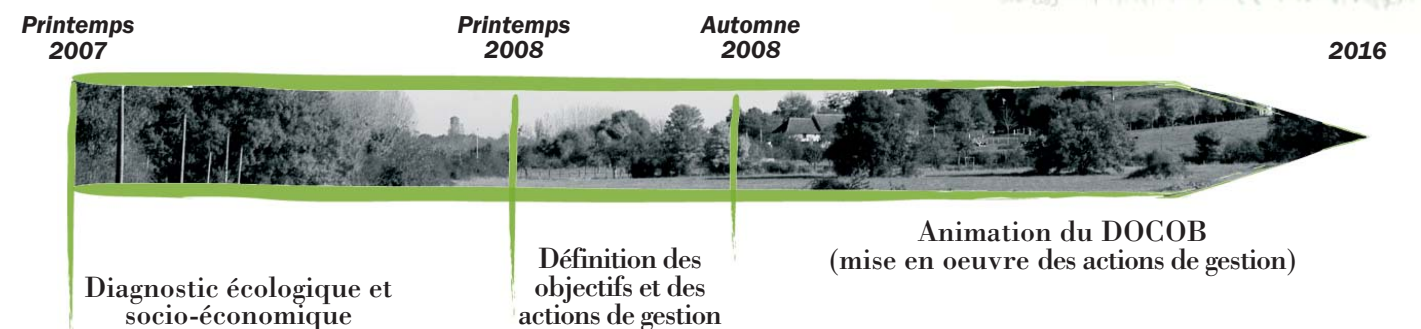 Printemps
2007
Printemps
2008
Automne
2008
2016
Diagnostic écologique et
socio-économique
Définition des
objectifs et des
actions de gestion
Animation du DOCOB
(mise en oeuvre des actions de gestion)